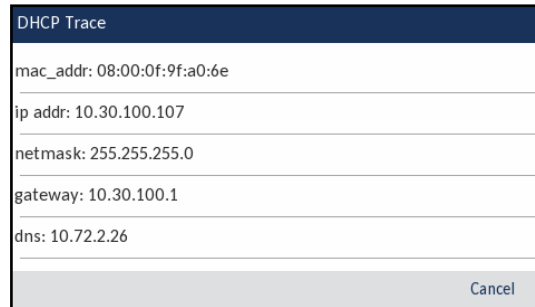 DHCP Trace
mac_addr: 08:00:0f:9f:a0:6e
ip addr: 10.30.100.107
netmask: 255.255.255.0
gateway: 10.30.100.1
dns: 10.72.2.26
Cancel